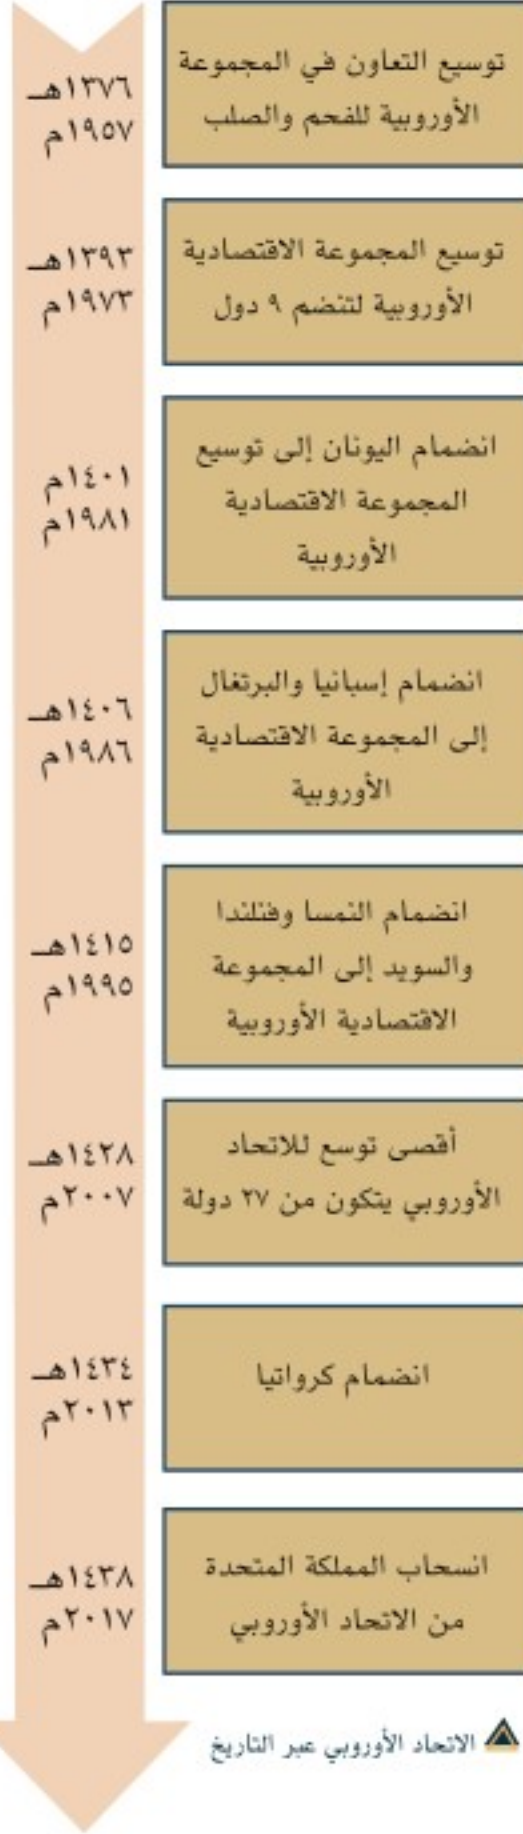 توسيع التعاون في المجموعة
الأوروبية للفحم والصلب
١٣٧٦هـ
١٩٥٧م
توسيع المجموعة الاقتصادية
الأوروبية لتنضم ٩ دول
١٣٩٣هـ
١٩٧٣م
انضمام اليونان إلى توسيع
المجموعة الاقتصادية
الأوروبية
١٤٠١م
١٩٨١م
انضمام إسبانيا والبرتغال
إلى المجموعة الاقتصادية
الأوروبية
١٤٠٦هـ
١٩٨٦م
انضمام النمسا وفنلندا
والسويد إلى المجموعة
الاقتصادية الأوروبية
١٤١٥هـ
١٩٩٥م
أقصى توسع للاتحاد
الأوروبي يتكون من ٢٧ دولة
١٤٢٨هـ
٢٠٠٧م
انضمام كرواتيا
١٤٣٤هـ
٢٠١٣م
انسحاب المملكة المتحدة
من الاتحاد الأوروبي
١٤٣٨هـ
٢٠١٧م
الاتحاد الأوروبي عبر التاريخ